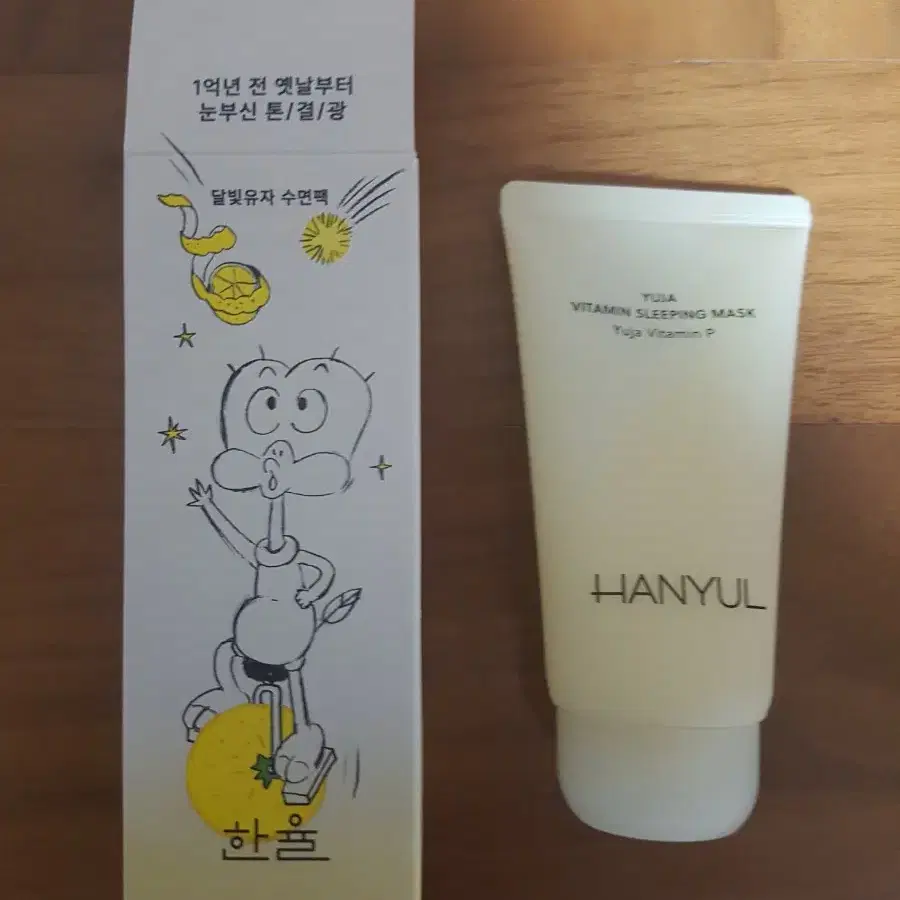 1억년 전 옛날부터
눈부신 톤/결/광
달빛유자 수면팩
한율
YUJA
VITAMIN SLEEPING MASK
Yuja Vitamin P
HANYUL